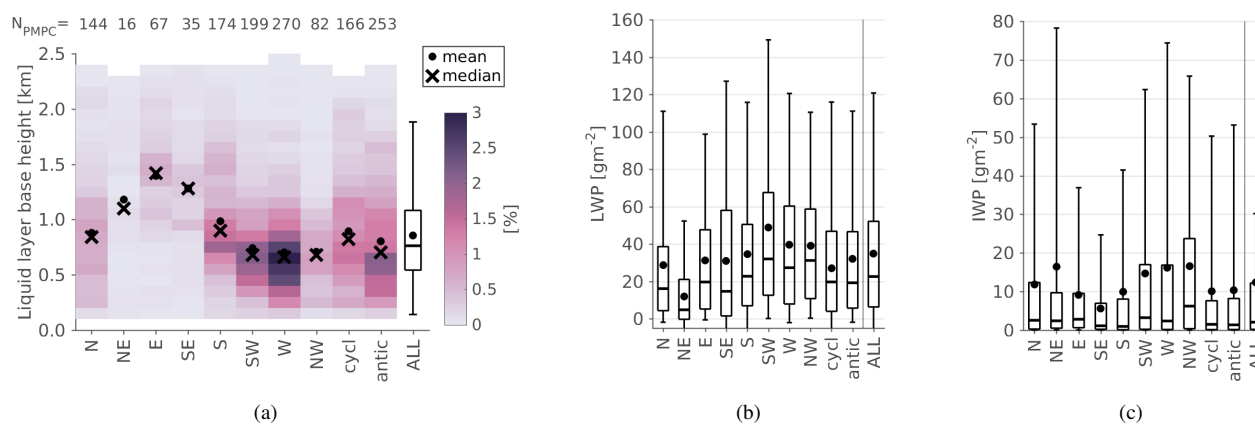 N_PMPC= 144 16 67 35 174 199 270 82 166 253
2.5
2.0
1.5
1.0
0.5
0.0
Liquid layer base height [km]
N NE E SE S SW W NW cycl antic ALL
mean
median
3
2.5
2
1.5
1
0.5
0
[%]
(a)
160
140
120
100
80
60
40
20
0
LWP [gm-2]
N NE E SE S SW W NW cycl antic ALL
(b)
80
70
60
50
40
30
20
10
0
IWP [gm-2]
N NE E SE S SW W NW cycl antic
(c)